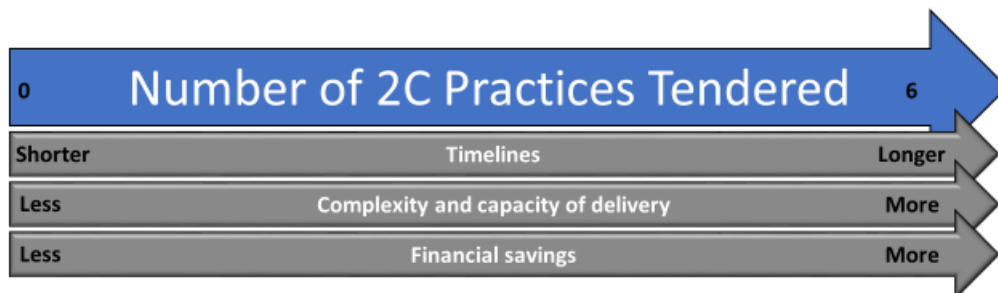 0 Number of 2C Practices Tendered 6
Shorter Timelines Longer
Less Complexity and capacity of delivery More
Less Financial savings More